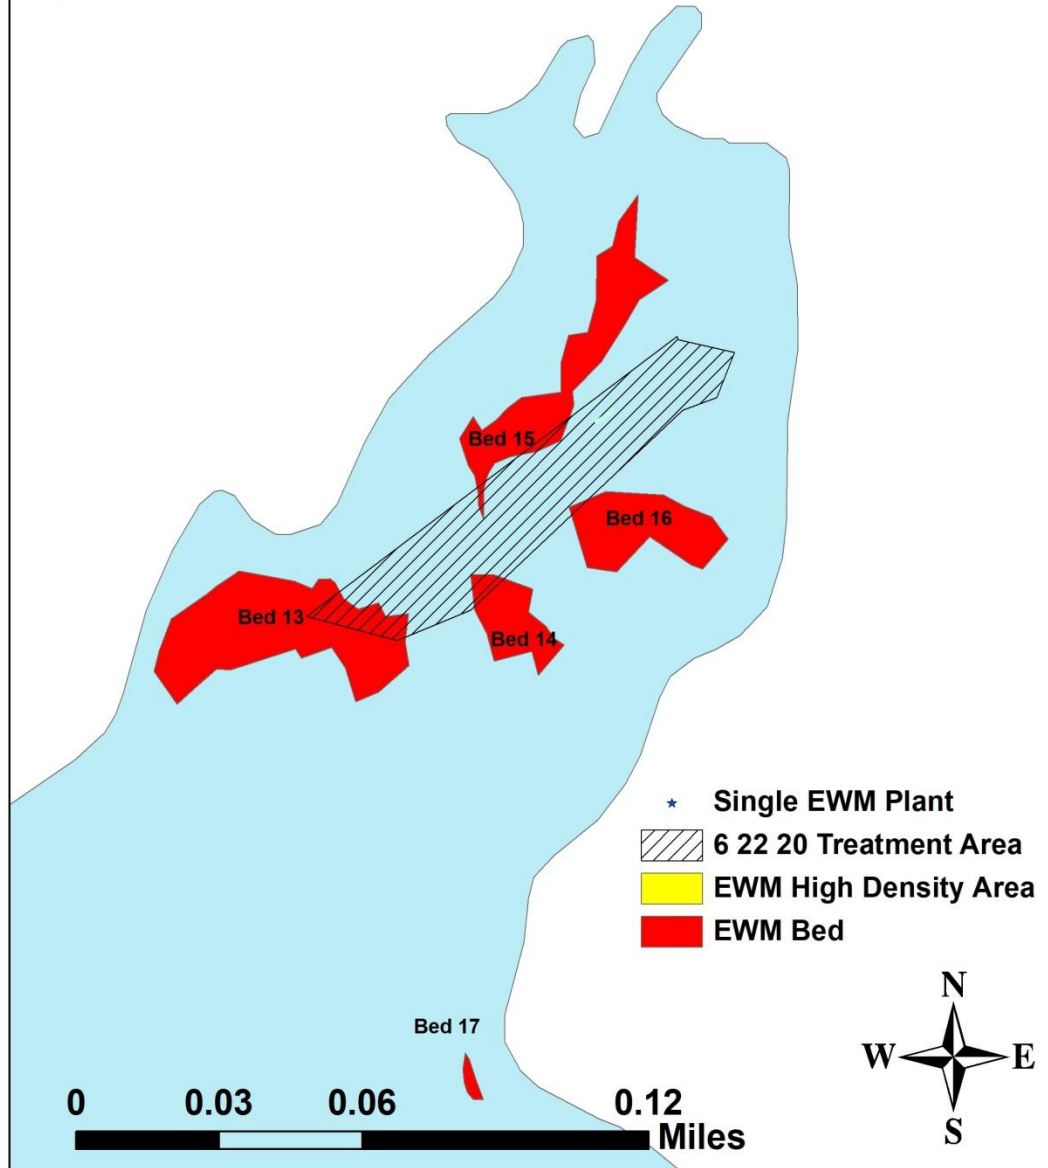 Bed 15
Bed 16
Bed 13
Bed 14
Single EWM Plant
6 22 20 Treatment Area
EWM High Density Area
EWM Bed
Bed 17
N
W E
S
0 0.03 0.06 0.12
Miles